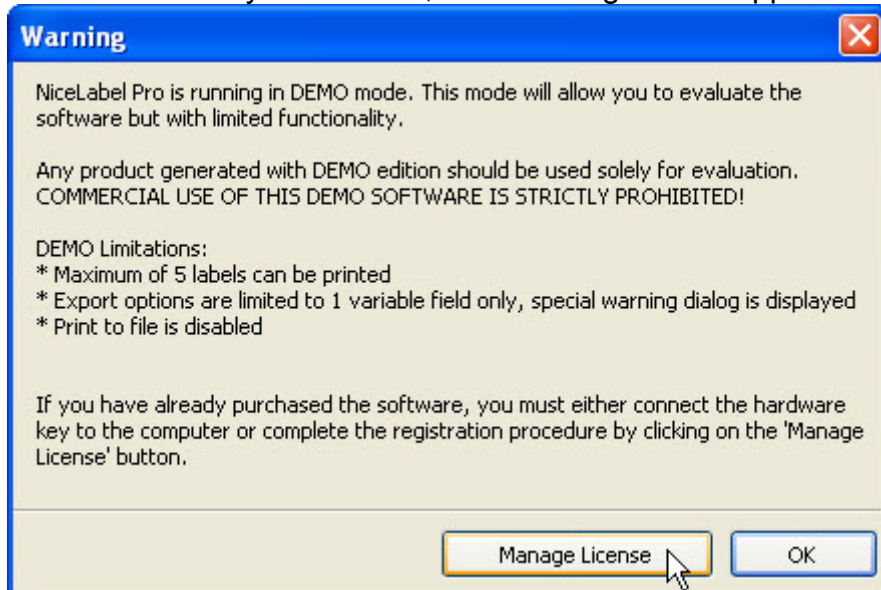 Warning
NiceLabel Pro is running in DEMO mode. This mode will allow you to evaluate the
software but with limited functionality.
Any product generated with DEMO edition should be used solely for evaluation.
COMMERCIAL USE OF THIS DEMO SOFTWARE IS STRICTLY PROHIBITED!
DEMO Limitations:
* Maximum of 5 labels can be printed
* Export options are limited to 1 variable field only, special warning dialog is displayed
* Print to file is disabled
If you have already purchased the software, you must either connect the hardware
key to the computer or complete the registration procedure by clicking on the 'Manage
License' button.
Manage License OK